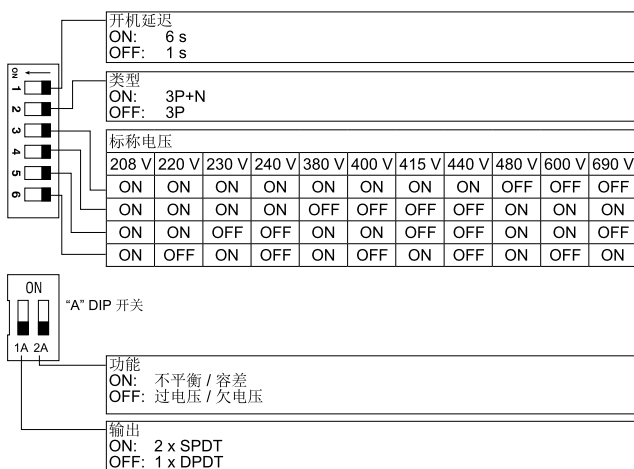 开机延迟
ON: 6 s
OFF: 1 s
ON
1
2
3
4
5
6
类型
ON: 3P+N
OFF: 3P
标称电压
208 V 220 V 230 V 240 V 380 V 400 V 415 V 440 V 480 V 600 V 690 V
ON ON ON ON ON ON ON ON OFF OFF OFF
ON ON ON ON OFF OFF OFF OFF ON ON ON
ON ON OFF OFF ON ON OFF OFF ON ON OFF
ON OFF ON OFF ON OFF ON OFF ON OFF ON
ON
1A 2A
“A” DIP 开关
功能
ON: 不平衡 / 容差
OFF: 过电压 / 欠电压
输出
ON: 2 x SPDT
OFF: 1 x DPDT